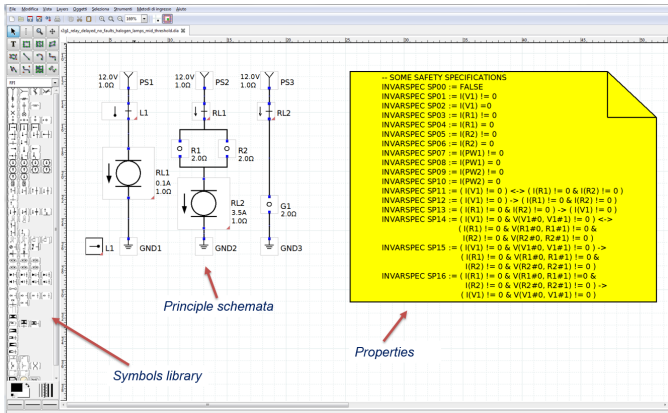 File Modifica Vista Layers Oggetti Seleziona Strumenti Metodi di ingresso Aiuto
168%
s1g1_relay_delayed_no_faults_halogen_lamps_mid_threshold.dia
RFI
12.0V
1.0Ω
PS1
12.0V
1.0Ω
PS2
12.0V
1.0Ω
PS3
L1
RL1
RL2
R1
2.0Ω
R2
2.0Ω
RL1
0.1A
1.0Ω
RL2
3.5A
1.0Ω
G1
2.0Ω
L1
GND1
GND2
GND3
-- SOME SAFETY SPECIFICATIONS
INVARSPEC SP00 := FALSE
INVARSPEC SP01 := I(V1) != 0
INVARSPEC SP02 := I(V1) =0
INVARSPEC SP03 := I(R1) != 0
INVARSPEC SP04 := I(R1) = 0
INVARSPEC SP05 := I(R2) != 0
INVARSPEC SP06 := I(R2) = 0
INVARSPEC SP07 := I(PW1) != 0
INVARSPEC SP08 := I(PW1) = 0
INVARSPEC SP09 := I(PW2) != 0
INVARSPEC SP10 := I(PW2) = 0
INVARSPEC SP11 := ( I(V1) != 0 ) <-> ( I(R1) != 0 & I(R2) != 0 )
INVARSPEC SP12 := ( I(V1) != 0 ) -> ( I(R1) != 0 & I(R2) != 0 )
INVARSPEC SP13 := ( I(R1) != 0 & I(R2) != 0 ) -> ( I(V1) != 0 )
INVARSPEC SP14 := ( I(V1) != 0 & V(V1#0, V1#1) != 0 ) <->
( I(R1) != 0 & V(R1#0, R1#1) != 0 &
I(R2) != 0 & V(R2#0, R2#1) != 0 )
INVARSPEC SP15 := ( I(V1) != 0 & V(V1#0, V1#1) != 0 ) ->
( I(R1) != 0 & V(R1#0, R1#1) != 0 &
I(R2) != 0 & V(R2#0, R2#1) != 0 )
INVARSPEC SP16 := ( I(R1) != 0 & V(R1#0, R1#1) !=0 &
I(R2) != 0 & V(R2#0, R2#1) != 0 ) ->
( I(V1) != 0 & V(V1#0, V1#1) != 0 )
Principle schemata
Properties
Symbols library